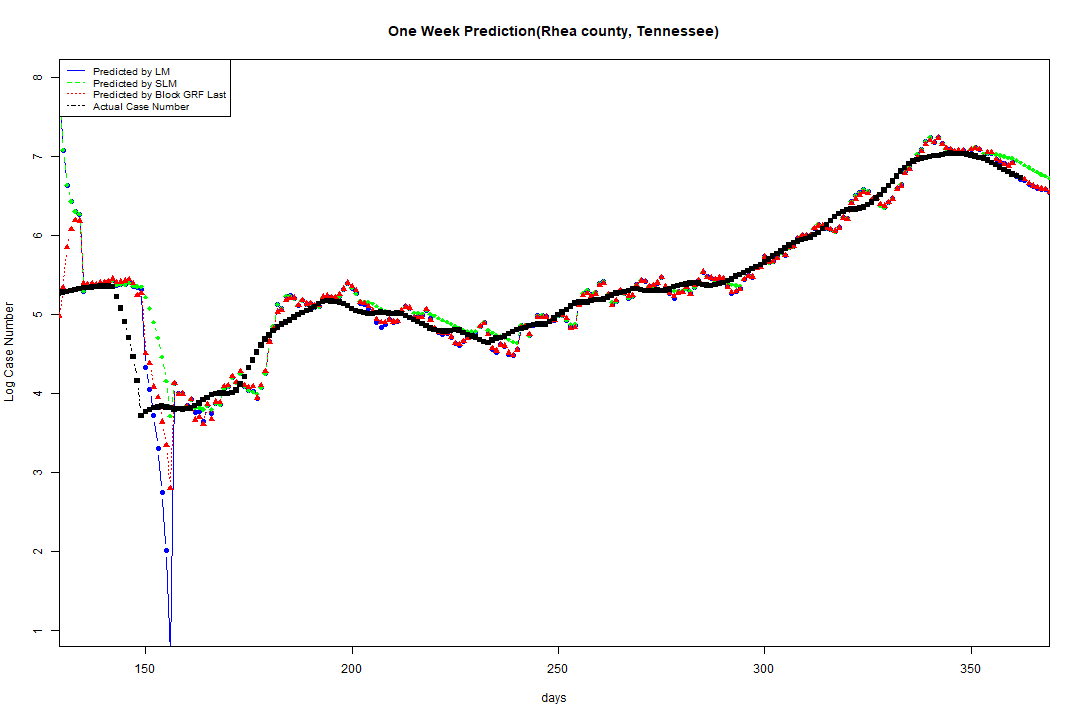 One Week Prediction(Rhea county, Tennessee)
Predicted by LM
Predicted by SLM
Predicted by Block GRF Last
Actual Case Number
8
7
6
5
4
3
2
1
Log Case Number
150 200 250 300 350
days